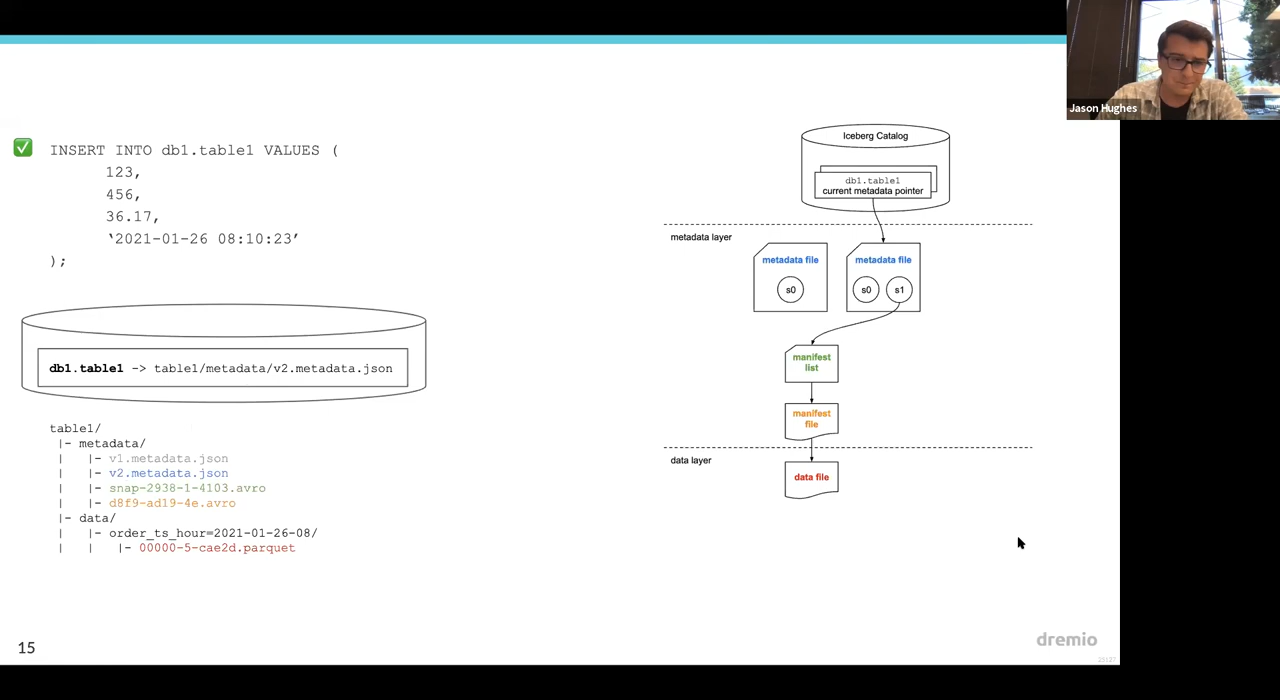 Jason Hughes
✅ INSERT INTO db1.table1 VALUES (
123,
456,
36.17,
‘2021-01-26 08:10:23’
);
db1.table1 -> table1/metadata/v2.metadata.json
table1/
|- metadata/
| |- v1.metadata.json
| |- v2.metadata.json
| |- snap-2938-1-4103.avro
| |- d8f9-ad19-4e.avro
|- data/
| |- order_ts_hour=2021-01-26-08/
| | |- 00000-5-cae2d.parquet
Iceberg Catalog
db1.table1
current metadata pointer
metadata layer
metadata file
s0
metadata file
s0 s1
manifest
list
manifest
file
data layer
data file
15
dremio